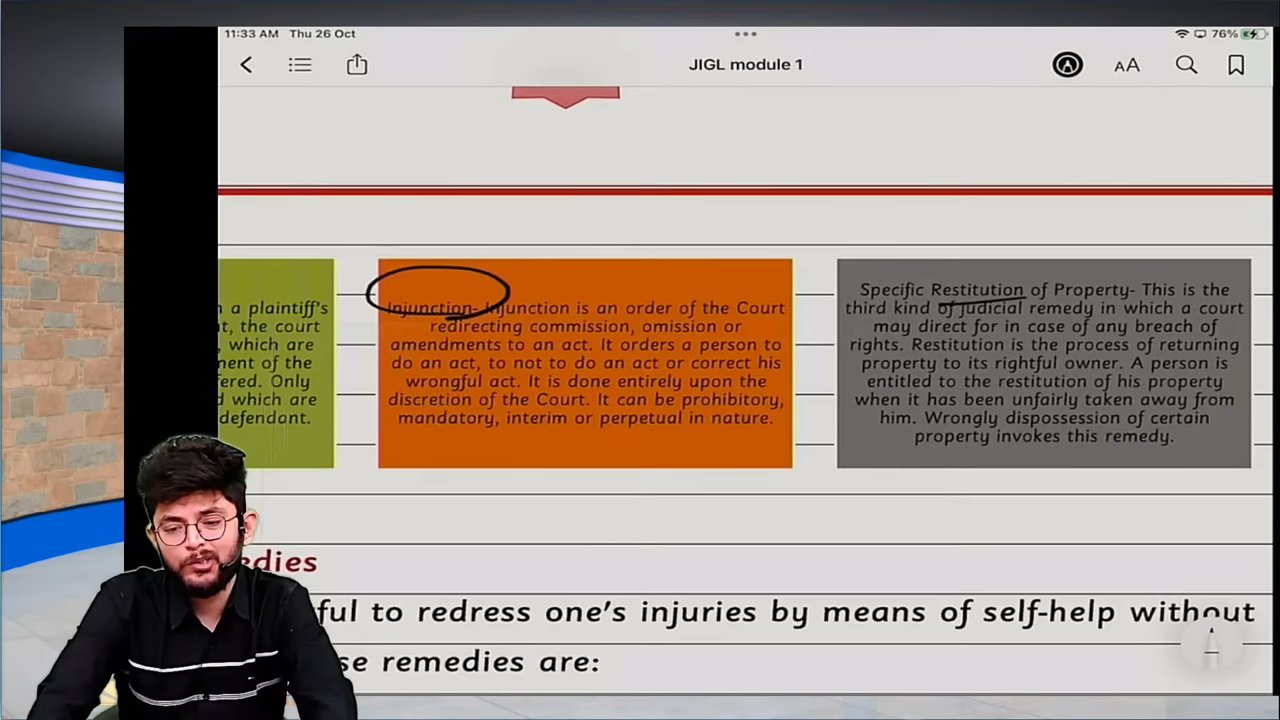 11:33 AM Thu 26 Oct
76%
JIGL module 1
AA
a plaintiff's
the court
which are
of the
Only
which are
defendant.
Injunction- Injunction is an order of the Court
redirecting commission, omission or
amendments to an act. It orders a person to
do an act, to not to do an act or correct his
wrongful act. It is done entirely upon the
discretion of the Court. It can be prohibitory,
mandatory, interim or perpetual in nature.
Specific Restitution of Property- This is the
third kind of judicial remedy in which a court
may direct for in case of any breach of
rights. Restitution is the process of returning
property to its rightful owner. A person is
entitled to the restitution of his property
when it has been unfairly taken away from
him. Wrongly dispossession of certain
property invokes this remedy.
edies
ful to redress one's injuries by means of self-help without
se remedies are: